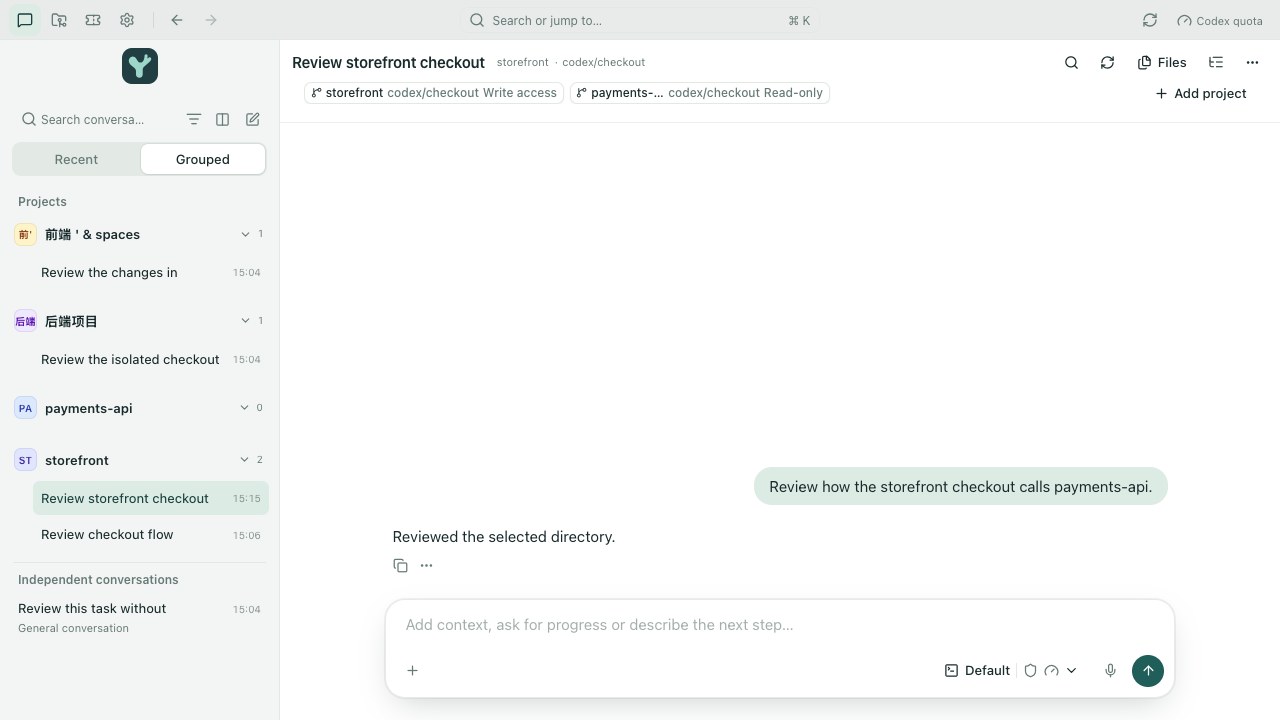 Search or jump to...
⌘ K
Codex quota
Search conversa...
Recent
Grouped
Projects
前' 前端 ' & spaces 1
Review the changes in 15:04
后端 后端项目 1
Review the isolated checkout 15:04
PA payments-api 0
ST storefront 2
Review storefront checkout 15:15
Review checkout flow 15:06
Independent conversations
Review this task without 15:04
General conversation
Review storefront checkout storefront · codex/checkout
Files
storefront codex/checkout Write access
payments-... codex/checkout Read-only
Add project
Review how the storefront checkout calls payments-api.
Reviewed the selected directory.
Add context, ask for progress or describe the next step...
Default